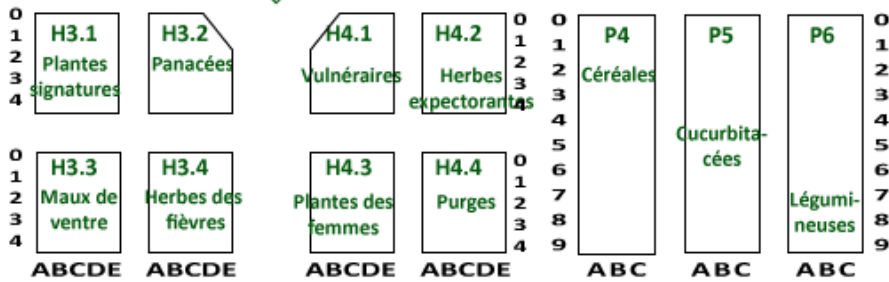 0 H3.1 H3.2 H4.1 H4.2 0 0 P4 P5 P6 0
1 1 1 1
2 Plantes Panacées Vulnéraires Herbes 2 2 Céréales 2
3 signatures expectorantes 3 3 3
4 4 4 4
5 Cucurbita- 5
0 H3.3 H3.4 H4.3 H4.4 0 6 cées 6
1 Maux de Herbes des Plantes des Purges 1 7 Légumi- 7
2 ventre fièvres femmes 2 8 neuses 8
3 3 9 9
4 4
ABCDE ABCDE ABCDE ABCDE ABC ABC ABC